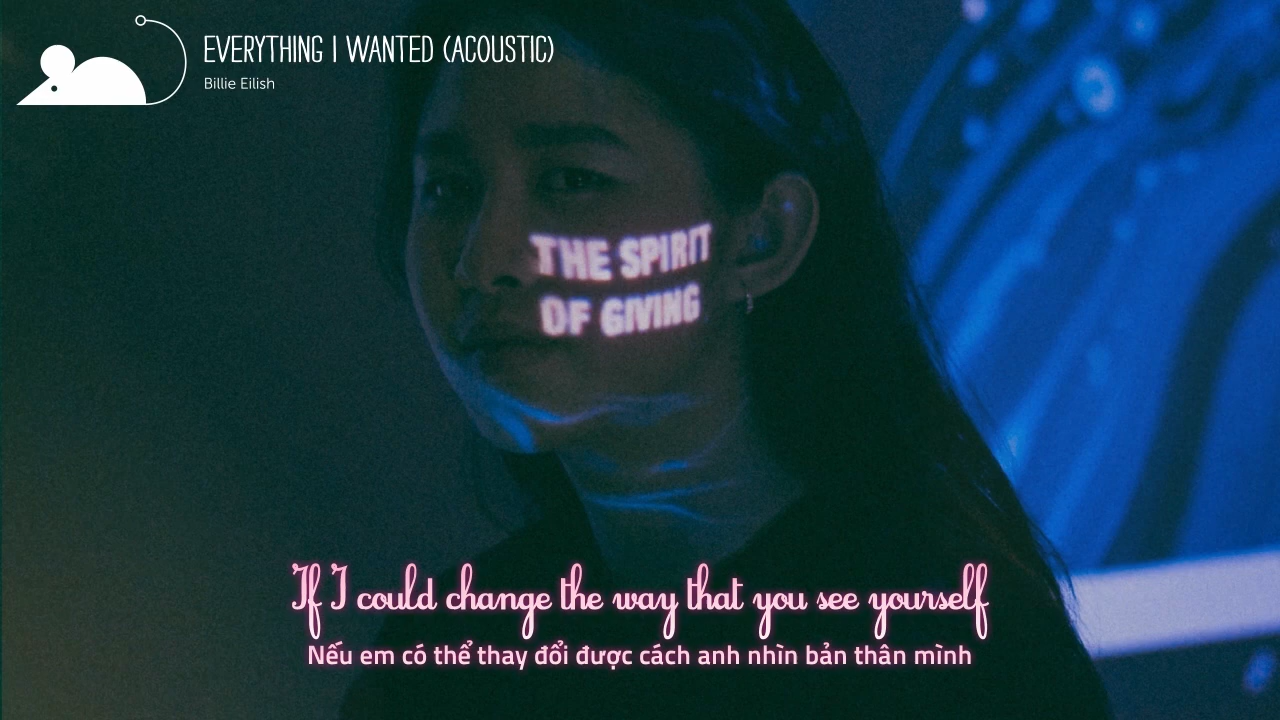 EVERYTHING I WANTED (ACOUSTIC)
Billie Eilish
THE SPIRIT
OF GIVING
If I could change the way that you see yourself
Nếu em có thể thay đổi được cách anh nhìn bản thân mình